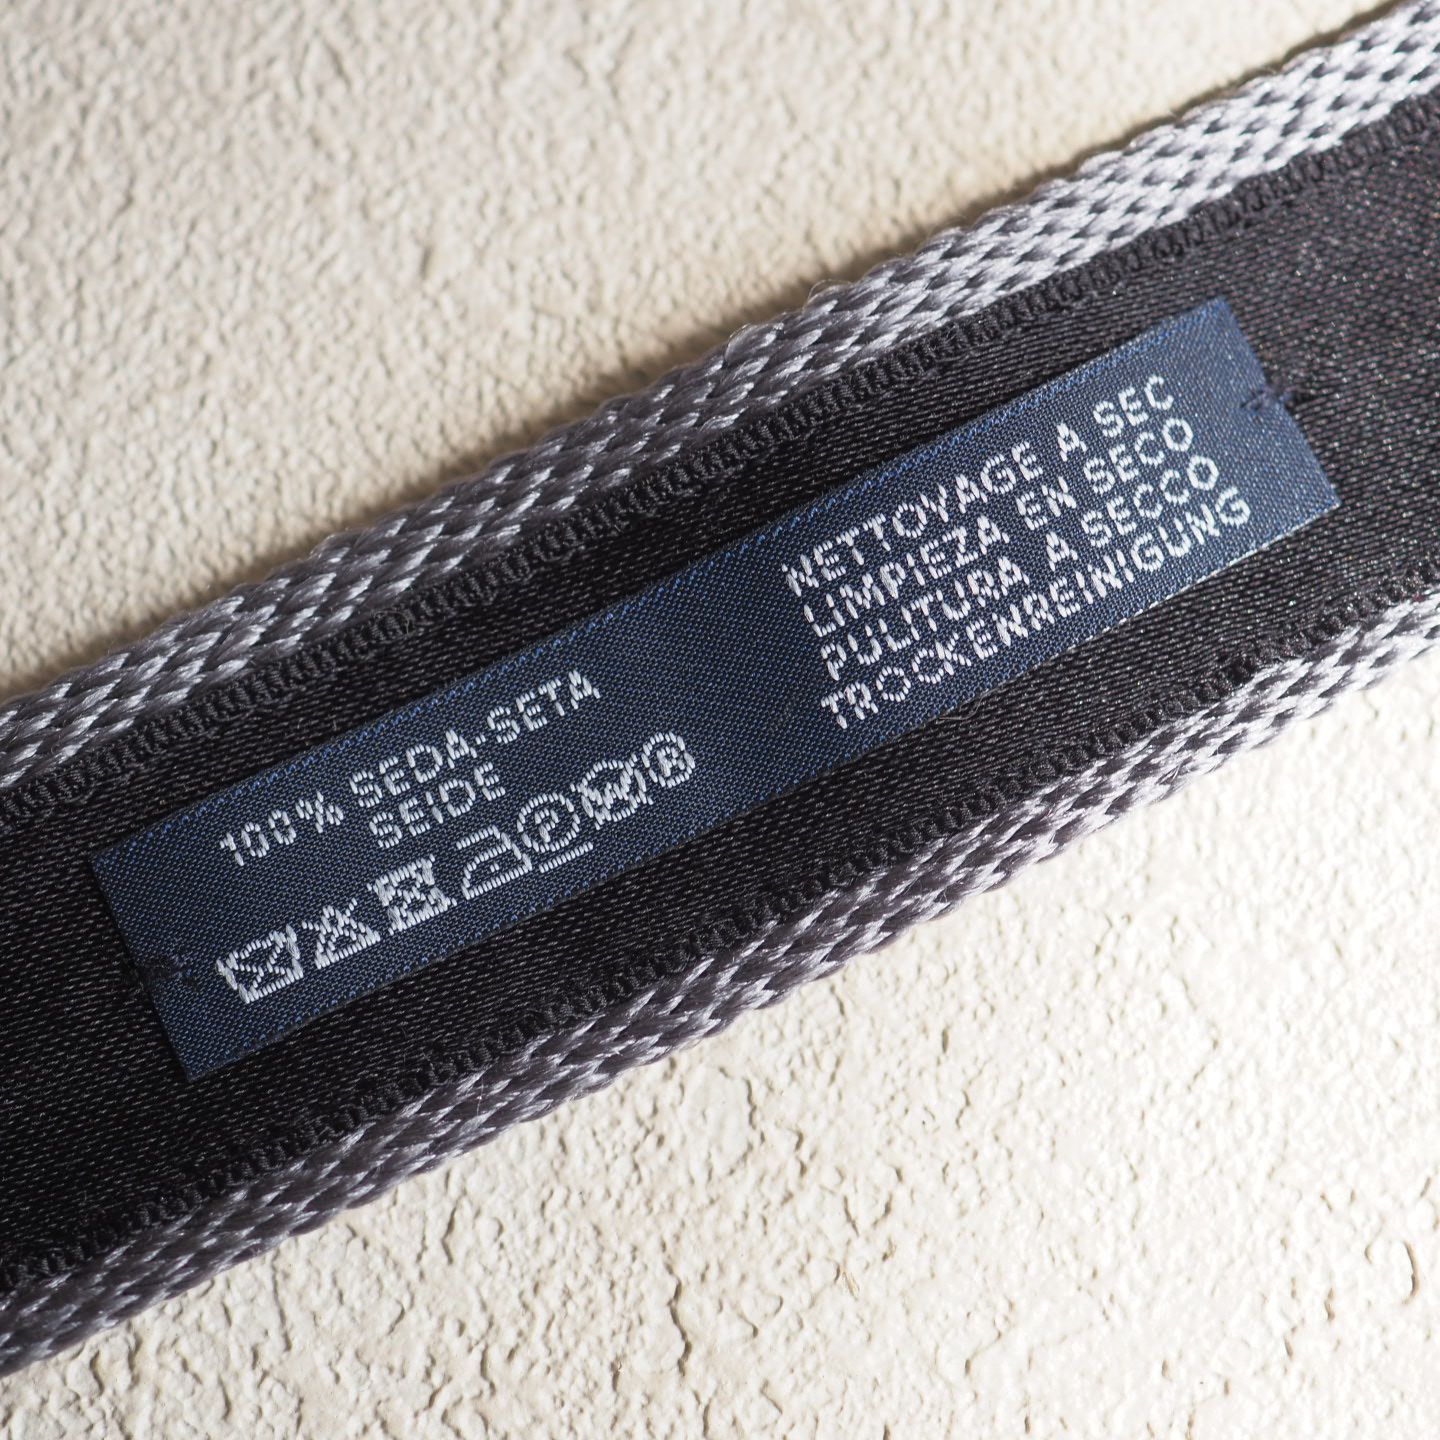 100% SEDA-SETA
SEIDE
NETTOYAGE A SEC
LIMPIEZA EN SECO
PULITURA A SECCO
TROCKENREINIGUNG